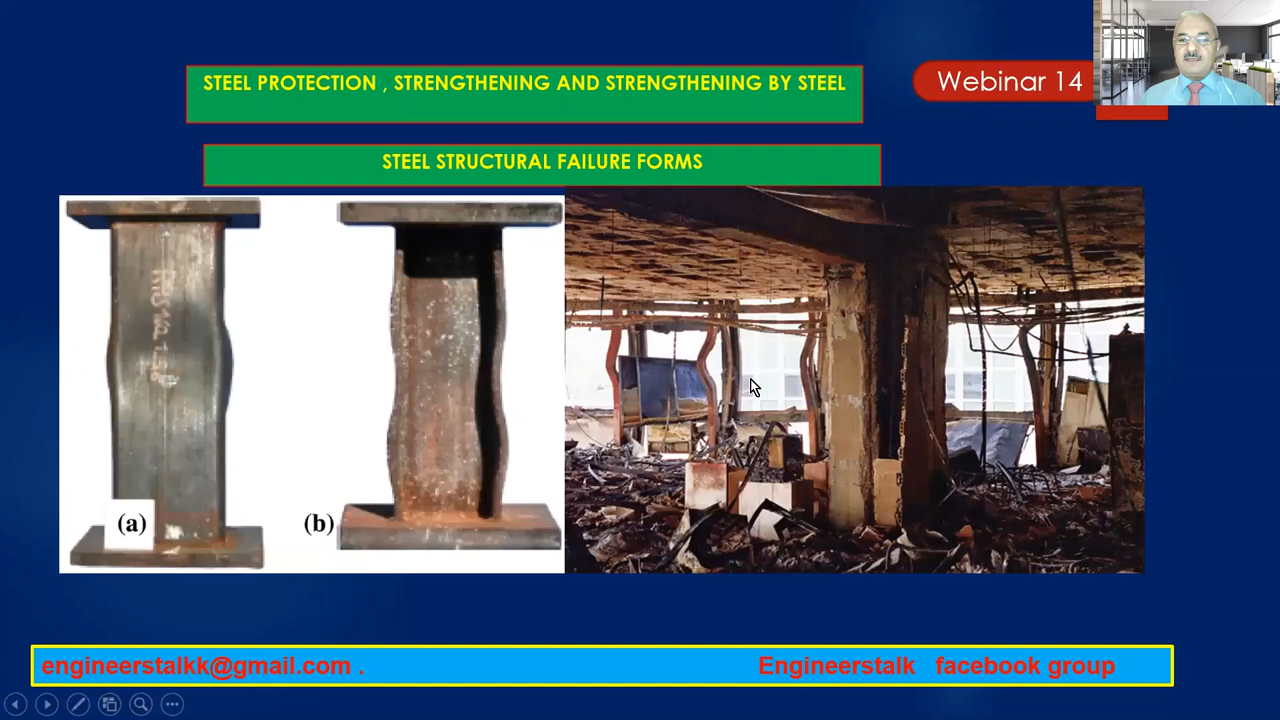 STEEL PROTECTION , STRENGTHENING AND STRENGTHENING BY STEEL
Webinar 14
STEEL STRUCTURAL FAILURE FORMS
(a)
(b)
engineerstalkk@gmail.com .
Engineerstalk facebook group